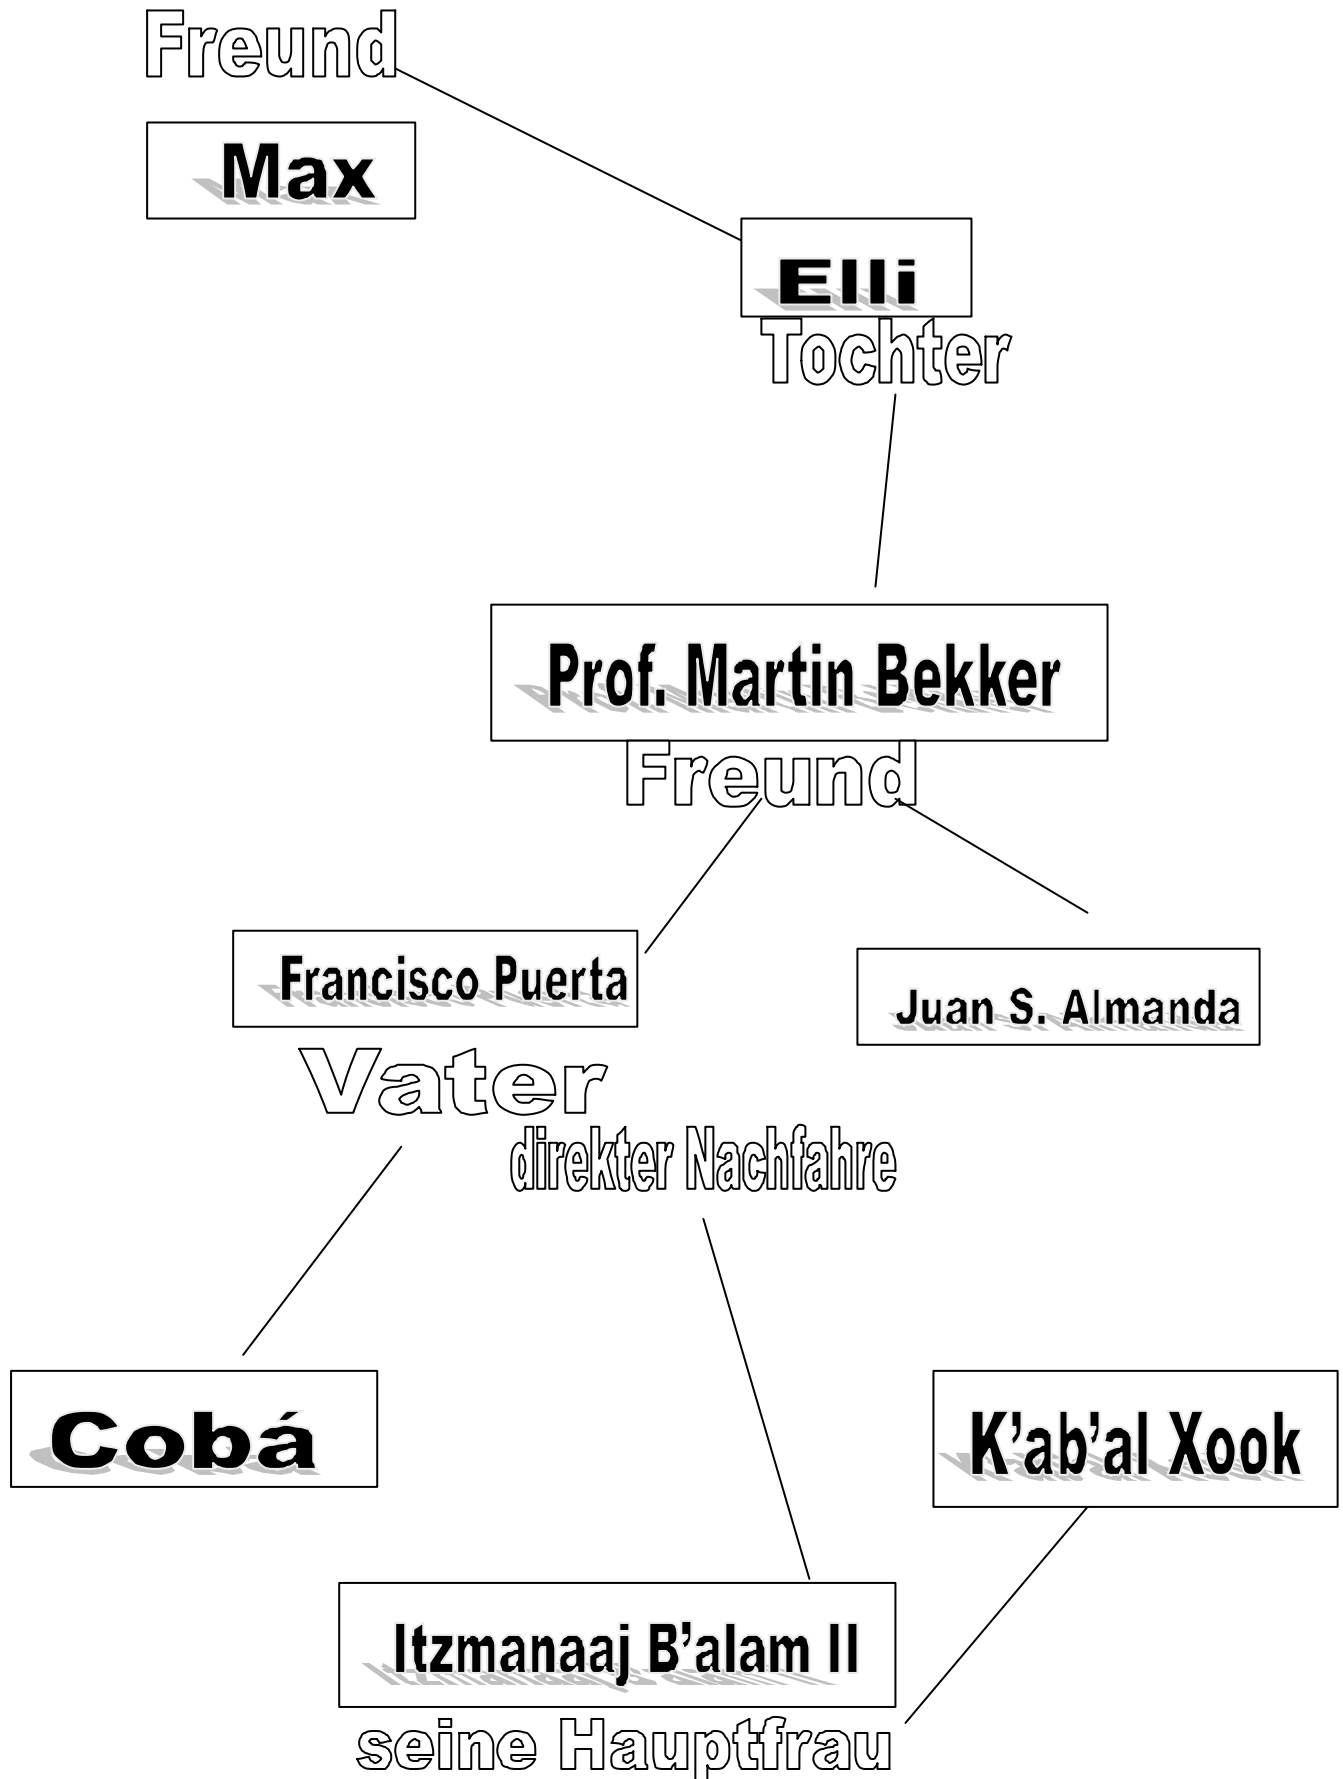 Freund
Max
Elli
Tochter
Prof. Martin Bekker
Freund
Francisco Puerta
Juan S. Almanda
Vater
direkter Nachfahre
Cobá
K’ab’al Xook
Itzmanaaj B’alam II
seine Hauptfrau